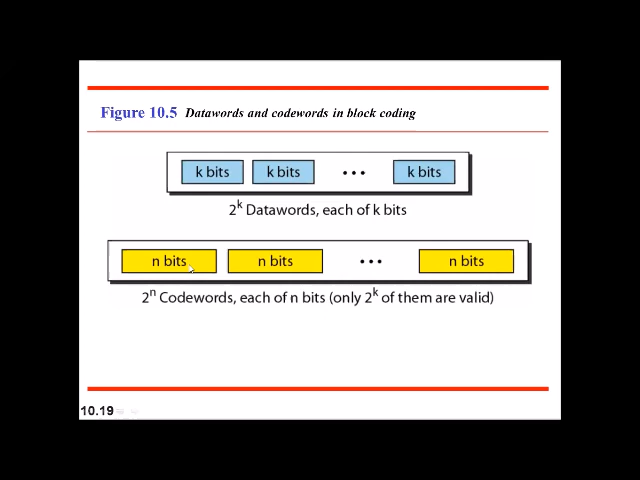 Figure 10.5 Datawords and codewords in block coding
k bits k bits ••• k bits
2^k Datawords, each of k bits
n bits n bits ••• n bits
2^n Codewords, each of n bits (only 2^k of them are valid)
10.19